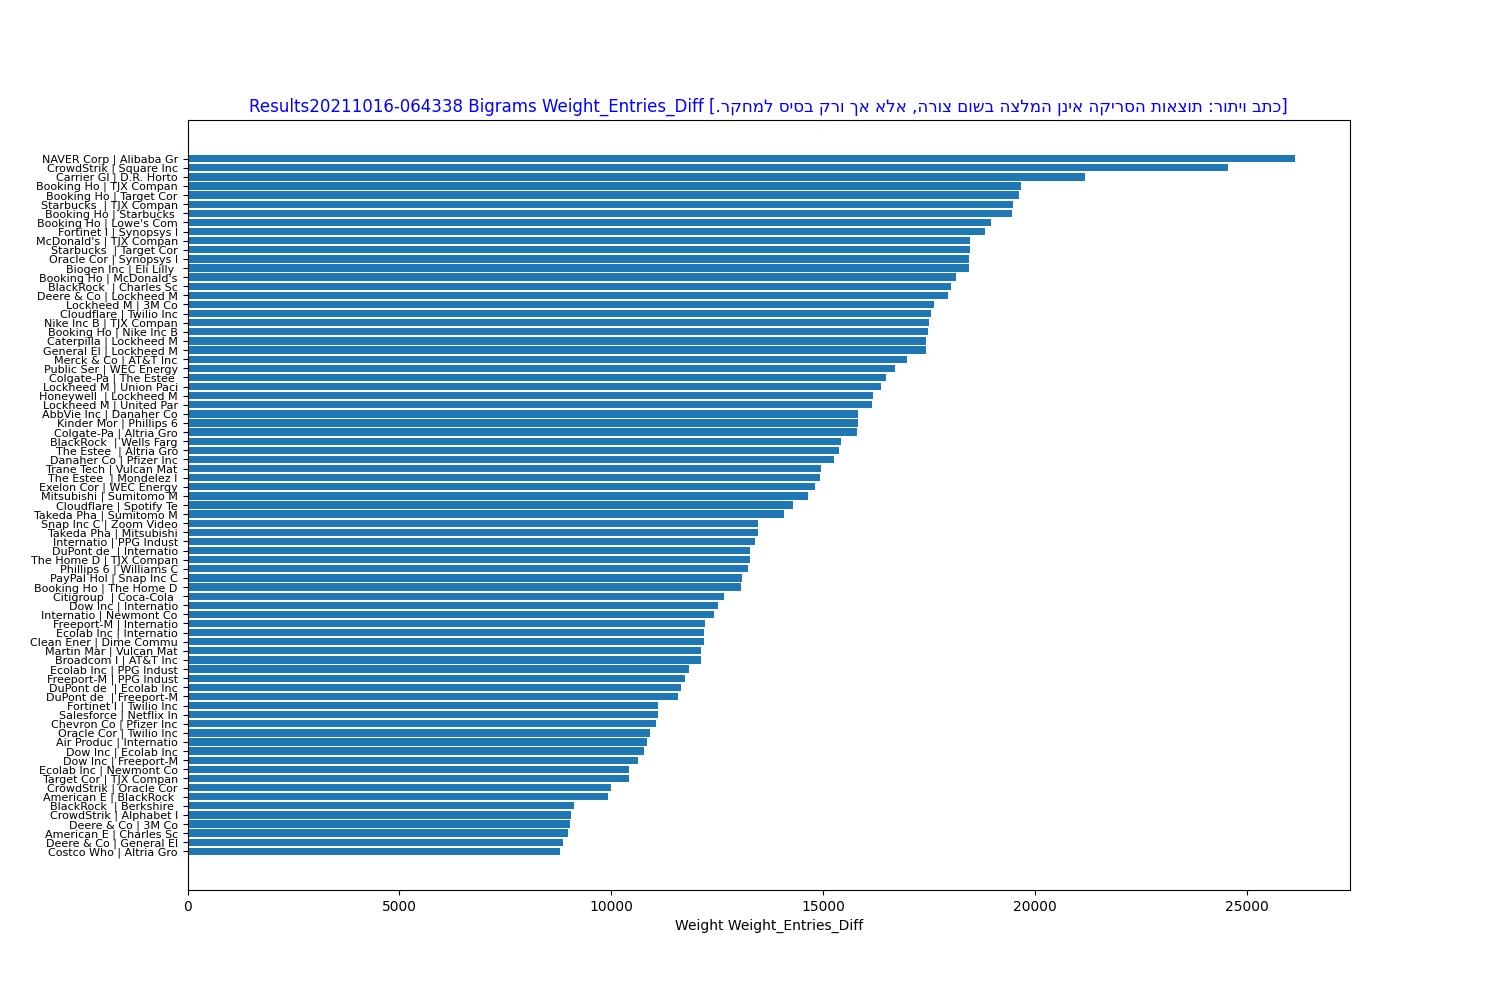 Results20211016-064338 Bigrams Weight_Entries_Diff [כתב ויתור: תוצאות הסריקה אינן המלצה בשום צורה, אלא אך ורק בסיס למחקר.]
NAVER Corp | Alibaba Gr
CrowdStrik | Square Inc
Carrier Gl | D.R. Horto
Booking Ho | TJX Compan
Booking Ho | Target Cor
Starbucks | TJX Compan
Booking Ho | Starbucks
Booking Ho | Lowe's Com
Fortinet I | Synopsys I
McDonald's | TJX Compan
Starbucks | Target Cor
Oracle Cor | Synopsys I
Biogen Inc | Eli Lilly
Booking Ho | McDonald's
BlackRock | Charles Sc
Deere & Co | Lockheed M
Lockheed M | 3M Co
Cloudflare | Twilio Inc
Nike Inc B | TJX Compan
Booking Ho | Nike Inc B
Caterpilla | Lockheed M
General El | Lockheed M
Merck & Co | AT&T Inc
Public Ser | WEC Energy
Colgate-Pa | The Estee
Lockheed M | Union Paci
Honeywell | Lockheed M
Lockheed M | United Par
AbbVie Inc | Danaher Co
Kinder Mor | Phillips 6
Colgate-Pa | Altria Gro
BlackRock | Wells Farg
The Estee | Altria Gro
Danaher Co | Pfizer Inc
Trane Tech | Vulcan Mat
The Estee | Mondelez I
Exelon Cor | WEC Energy
Mitsubishi | Sumitomo M
Cloudflare | Spotify Te
Takeda Pha | Sumitomo M
Snap Inc C | Zoom Video
Takeda Pha | Mitsubishi
Internatio | PPG Indust
DuPont de | Internatio
The Home D | TJX Compan
Phillips 6 | Williams C
PayPal Hol | Snap Inc C
Booking Ho | The Home D
Citigroup | Coca-Cola
Dow Inc | Internatio
Internatio | Newmont Co
Freeport-M | Internatio
Ecolab Inc | Internatio
Clean Ener | Dime Commu
Martin Mar | Vulcan Mat
Broadcom I | AT&T Inc
Ecolab Inc | PPG Indust
Freeport-M | PPG Indust
DuPont de | Ecolab Inc
DuPont de | Freeport-M
Fortinet I | Twilio Inc
Salesforce | Netflix In
Chevron Co | Pfizer Inc
Oracle Cor | Twilio Inc
Air Produc | Internatio
Dow Inc | Ecolab Inc
Dow Inc | Freeport-M
Ecolab Inc | Newmont Co
Target Cor | TJX Compan
CrowdStrik | Oracle Cor
American E | BlackRock
BlackRock | Berkshire
CrowdStrik | Alphabet I
Deere & Co | 3M Co
American E | Charles Sc
Deere & Co | General El
Costco Who | Altria Gro
0 5000 10000 15000 20000 25000
Weight Weight_Entries_Diff